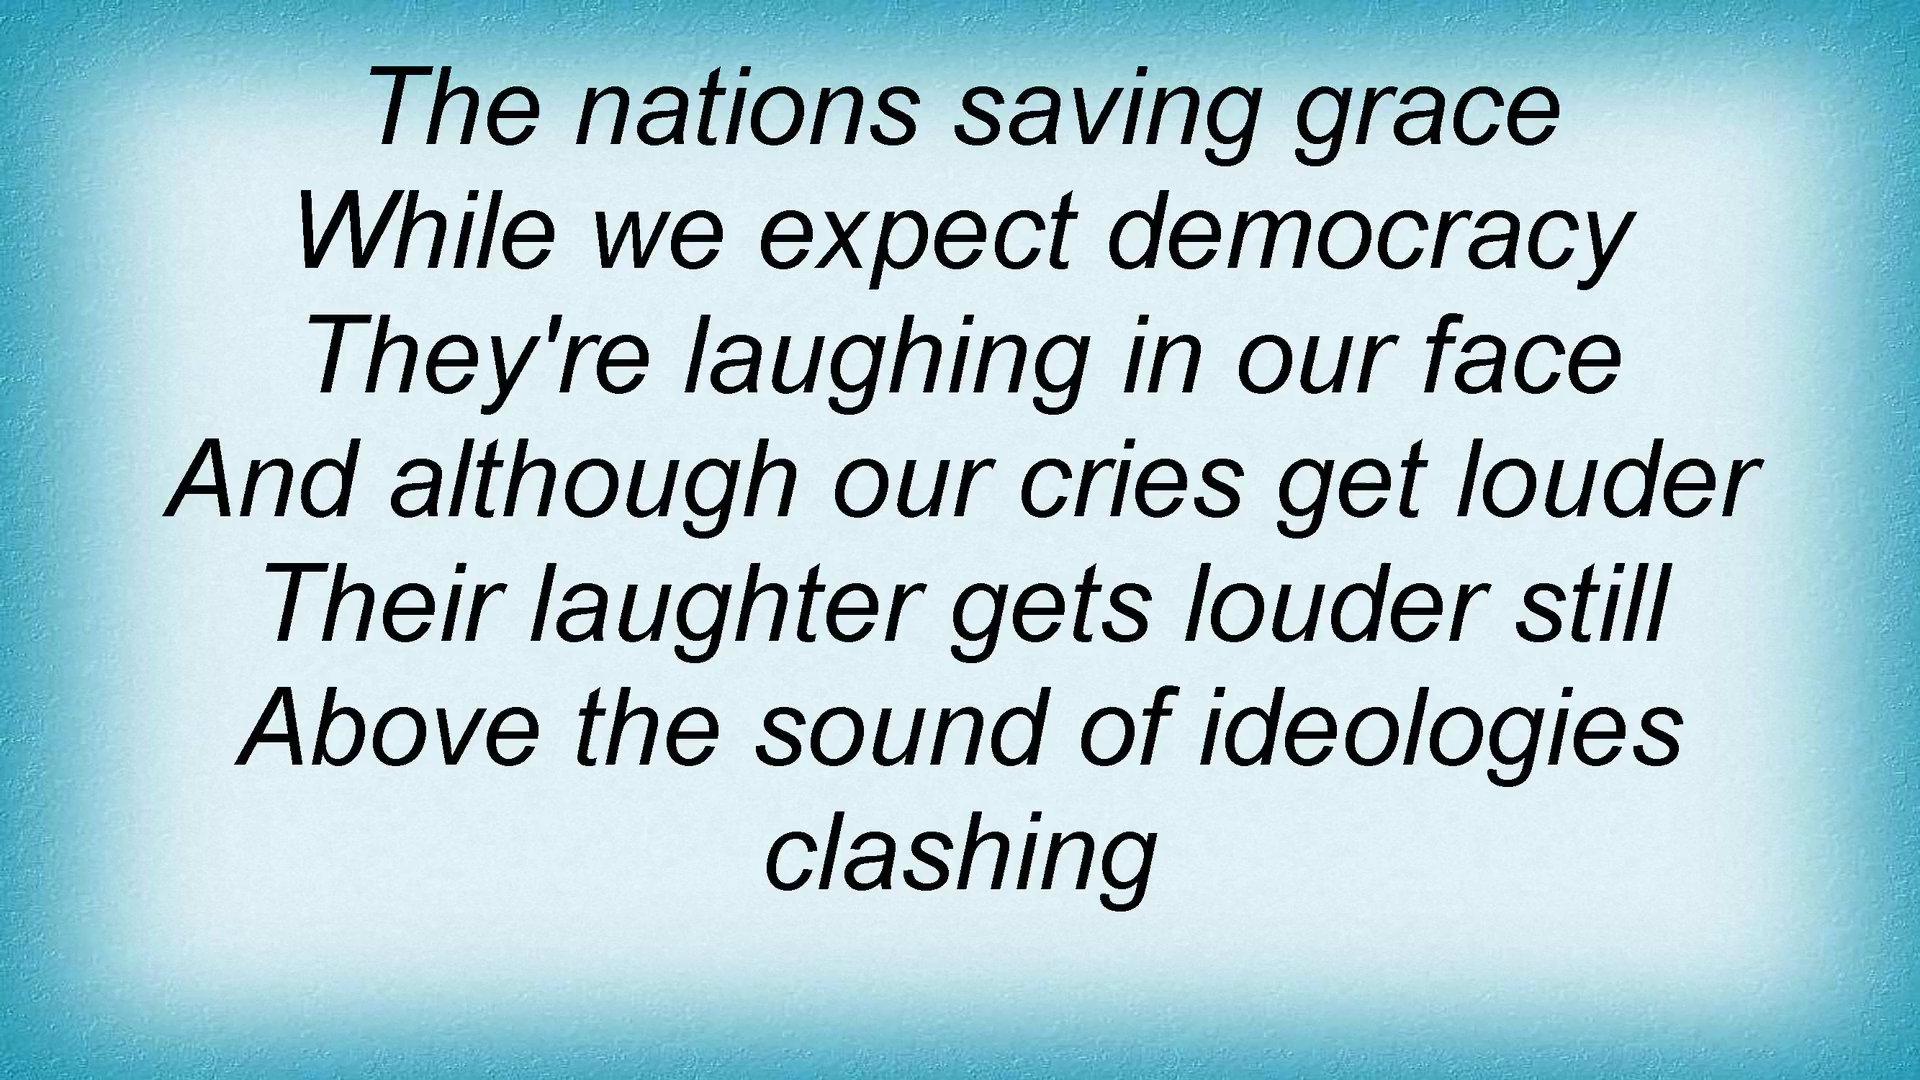 The nations saving grace
While we expect democracy
They're laughing in our face
And although our cries get louder
Their laughter gets louder still
Above the sound of ideologies
clashing